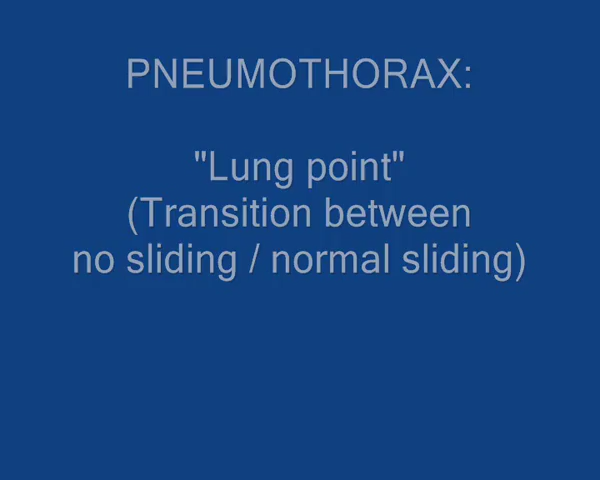 PNEUMOTHORAX:
"Lung point"
(Transition between
no sliding / normal sliding)